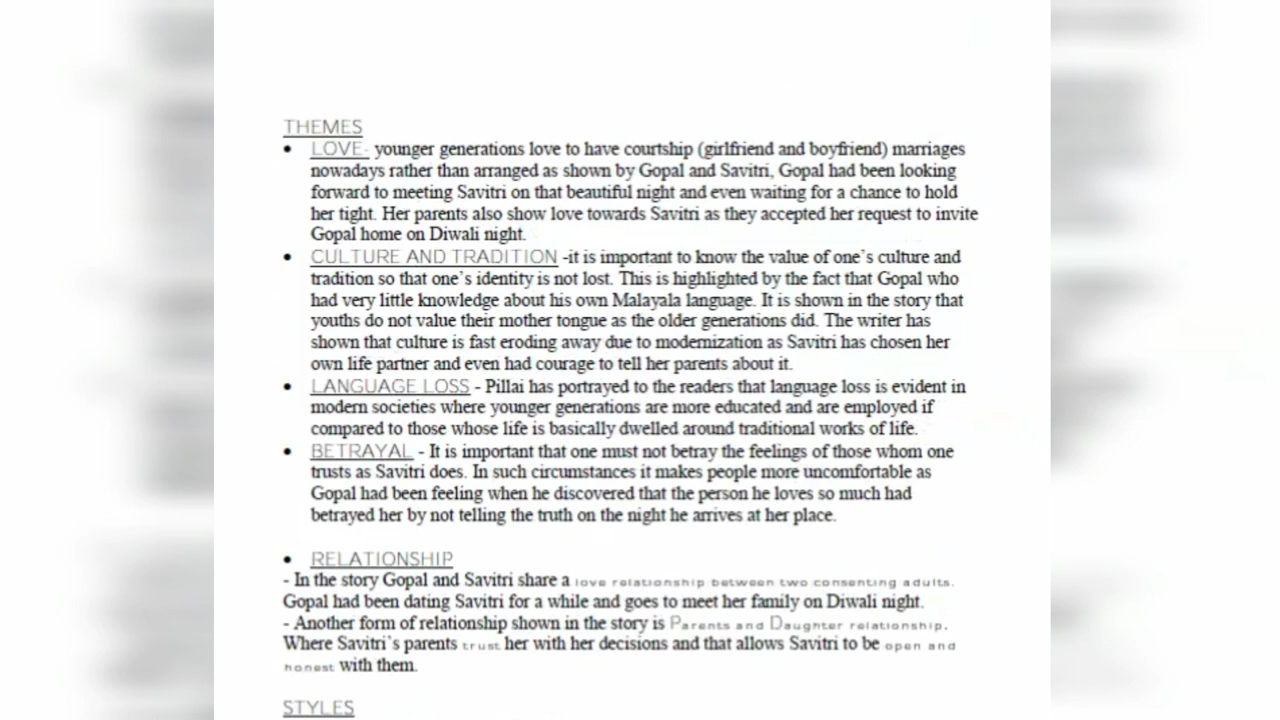 THEMES
• LOVE- younger generations love to have courtship (girlfriend and boyfriend) marriages
nowadays rather than arranged as shown by Gopal and Savitri, Gopal had been looking
forward to meeting Savitri on that beautiful night and even waiting for a chance to hold
her tight. Her parents also show love towards Savitri as they accepted her request to invite
Gopal home on Diwali night.
• CULTURE AND TRADITION -it is important to know the value of one's culture and
tradition so that one's identity is not lost. This is highlighted by the fact that Gopal who
had very little knowledge about his own Malayala language. It is shown in the story that
youths do not value their mother tongue as the older generations did. The writer has
shown that culture is fast eroding away due to modernization as Savitri has chosen her
own life partner and even had courage to tell her parents about it.
• LANGUAGE LOSS - Pillai has portrayed to the readers that language loss is evident in
modern societies where younger generations are more educated and are employed if
compared to those whose life is basically dwelled around traditional works of life.
• BETRAYAL - It is important that one must not betray the feelings of those whom one
trusts as Savitri does. In such circumstances it makes people more uncomfortable as
Gopal had been feeling when he discovered that the person he loves so much had
betrayed her by not telling the truth on the night he arrives at her place.
• RELATIONSHIP
- In the story Gopal and Savitri share a love relationship between two consenting adults.
Gopal had been dating Savitri for a while and goes to meet her family on Diwali night.
- Another form of relationship shown in the story is Parents and Daughter relationship.
Where Savitri's parents trust her with her decisions and that allows Savitri to be open and
honest with them.
STYLES